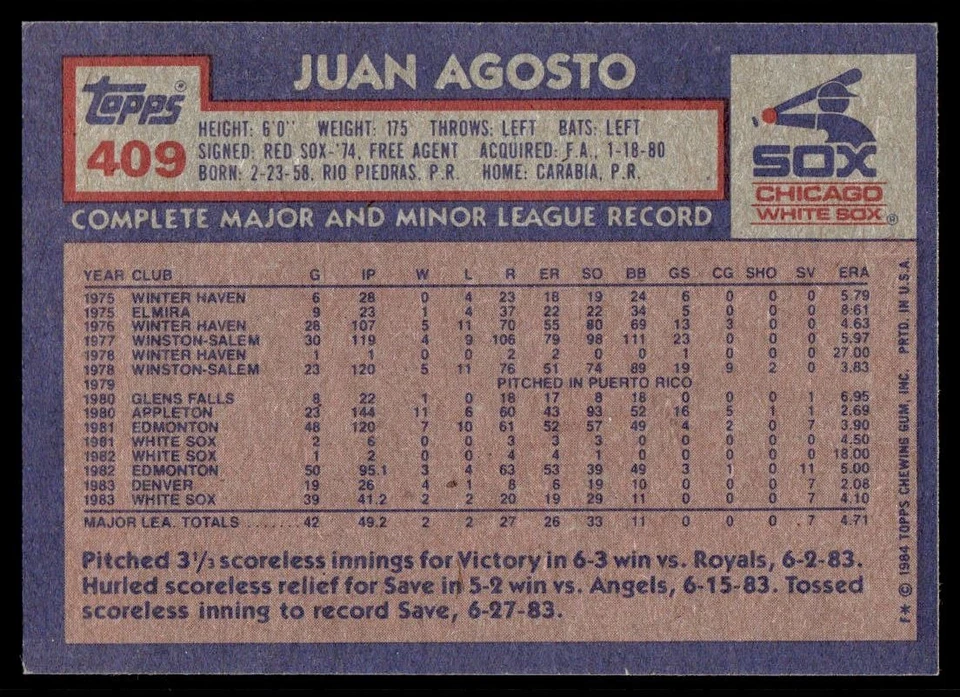 JUAN AGOSTO
topps
409
HEIGHT: 6'0" WEIGHT: 175 THROWS: LEFT BATS: LEFT
SIGNED: RED SOX-'74, FREE AGENT ACQUIRED: F.A., 1-18-80
BORN: 2-23-58, RIO PIEDRAS, P.R. HOME: CARABIA, P.R.
SOX
CHICAGO
WHITE SOX ®
COMPLETE MAJOR AND MINOR LEAGUE RECORD
YEAR CLUB G IP W L R ER SO BB GS CG SHO SV ERA
1975 WINTER HAVEN 6 28 0 4 23 18 19 24 6 0 0 0 5.79
1975 ELMIRA 9 23 1 4 37 22 22 34 5 0 0 0 8.61
1976 WINTER HAVEN 28 107 5 11 70 55 80 69 13 3 0 0 4.63
1977 WINSTON-SALEM 30 119 4 9 106 79 98 111 23 0 0 0 5.97
1978 WINTER HAVEN 1 1 0 0 2 2 0 0 1 0 0 0 27.00
1978 WINSTON-SALEM 23 120 5 11 76 51 74 89 19 9 2 0 3.83
1979 PITCHED IN PUERTO RICO
1980 GLENS FALLS 8 22 1 0 18 17 8 18 0 0 0 1 6.95
1980 APPLETON 23 144 11 6 60 43 93 52 16 5 1 1 2.69
1981 EDMONTON 48 120 7 10 61 52 57 49 4 2 0 7 3.90
1981 WHITE SOX 2 6 0 0 3 3 3 0 0 0 0 0 4.50
1982 WHITE SOX 1 2 0 0 4 4 1 0 0 0 0 0 18.00
1982 EDMONTON 50 95.1 3 4 63 53 39 49 3 1 0 11 5.00
1983 DENVER 19 26 4 1 8 6 19 10 0 0 0 7 2.08
1983 WHITE SOX 39 41.2 2 2 20 19 29 11 0 0 0 7 4.10
MAJOR LEA. TOTALS ....... 42 49.2 2 2 27 26 33 11 0 0 0 7 4.71
Pitched 3⅓ scoreless innings for Victory in 6-3 win vs. Royals, 6-2-83.
Hurled scoreless relief for Save in 5-2 win vs. Angels, 6-15-83. Tossed
scoreless inning to record Save, 6-27-83.
F* © 1984 TOPPS CHEWING GUM, INC. PRTD. IN U.S.A.